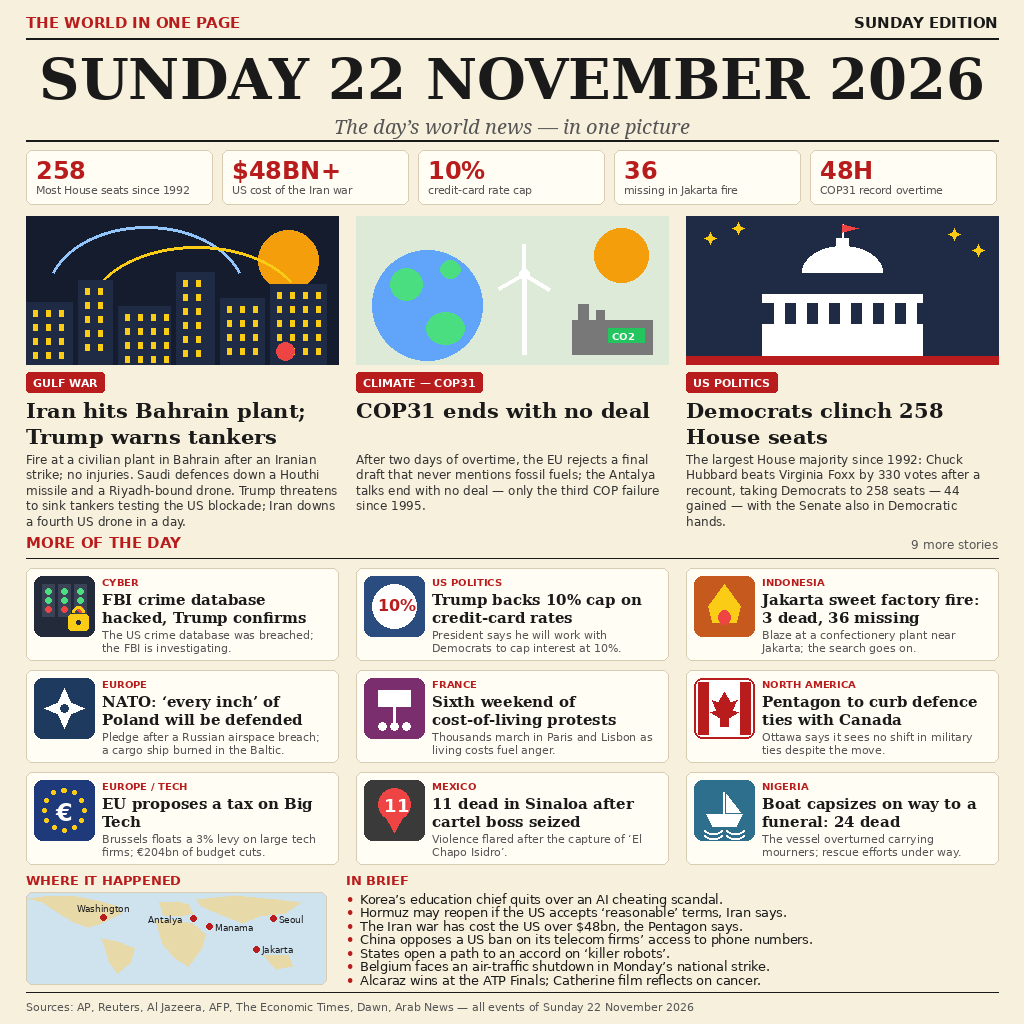 THE WORLD IN ONE PAGE
SUNDAY EDITION
SUNDAY 22 NOVEMBER 2026
The day’s world news — in one picture
258
Most House seats since 1992
$48BN+
US cost of the Iran war
10%
credit-card rate cap
36
missing in Jakarta fire
48H
COP31 record overtime
CO2
GULF WAR
Iran hits Bahrain plant;
Trump warns tankers
Fire at a civilian plant in Bahrain after an Iranian
strike; no injuries. Saudi defences down a Houthi
missile and a Riyadh-bound drone. Trump threatens
to sink tankers testing the US blockade; Iran downs
a fourth US drone in a day.
CLIMATE — COP31
COP31 ends with no deal
After two days of overtime, the EU rejects a final
draft that never mentions fossil fuels; the Antalya
talks end with no deal — only the third COP failure
since 1995.
US POLITICS
Democrats clinch 258
House seats
The largest House majority since 1992: Chuck
Hubbard beats Virginia Foxx by 330 votes after a
recount, taking Democrats to 258 seats — 44
gained — with the Senate also in Democratic
hands.
MORE OF THE DAY
9 more stories
CYBER
FBI crime database
hacked, Trump confirms
The US crime database was breached;
the FBI is investigating.
10%
US POLITICS
Trump backs 10% cap on
credit-card rates
President says he will work with
Democrats to cap interest at 10%.
INDONESIA
Jakarta sweet factory fire:
3 dead, 36 missing
Blaze at a confectionery plant near
Jakarta; the search goes on.
EUROPE
NATO: ‘every inch’ of
Poland will be defended
Pledge after a Russian airspace breach;
a cargo ship burned in the Baltic.
FRANCE
Sixth weekend of
cost-of-living protests
Thousands march in Paris and Lisbon as
living costs fuel anger.
NORTH AMERICA
Pentagon to curb defence
ties with Canada
Ottawa says it sees no shift in military
ties despite the move.
€
EUROPE / TECH
EU proposes a tax on Big
Tech
Brussels floats a 3% levy on large tech
firms; €204bn of budget cuts.
11
MEXICO
11 dead in Sinaloa after
cartel boss seized
Violence flared after the capture of ‘El
Chapo Isidro’.
NIGERIA
Boat capsizes on way to a
funeral: 24 dead
The vessel overturned carrying
mourners; rescue efforts under way.
WHERE IT HAPPENED
Washington
Antalya
Manama
Seoul
Jakarta
IN BRIEF
• Korea’s education chief quits over an AI cheating scandal.
• Hormuz may reopen if the US accepts ‘reasonable’ terms, Iran says.
• The Iran war has cost the US over $48bn, the Pentagon says.
• China opposes a US ban on its telecom firms’ access to phone numbers.
• States open a path to an accord on ‘killer robots’.
• Belgium faces an air-traffic shutdown in Monday’s national strike.
• Alcaraz wins at the ATP Finals; Catherine film reflects on cancer.
Sources: AP, Reuters, Al Jazeera, AFP, The Economic Times, Dawn, Arab News — all events of Sunday 22 November 2026